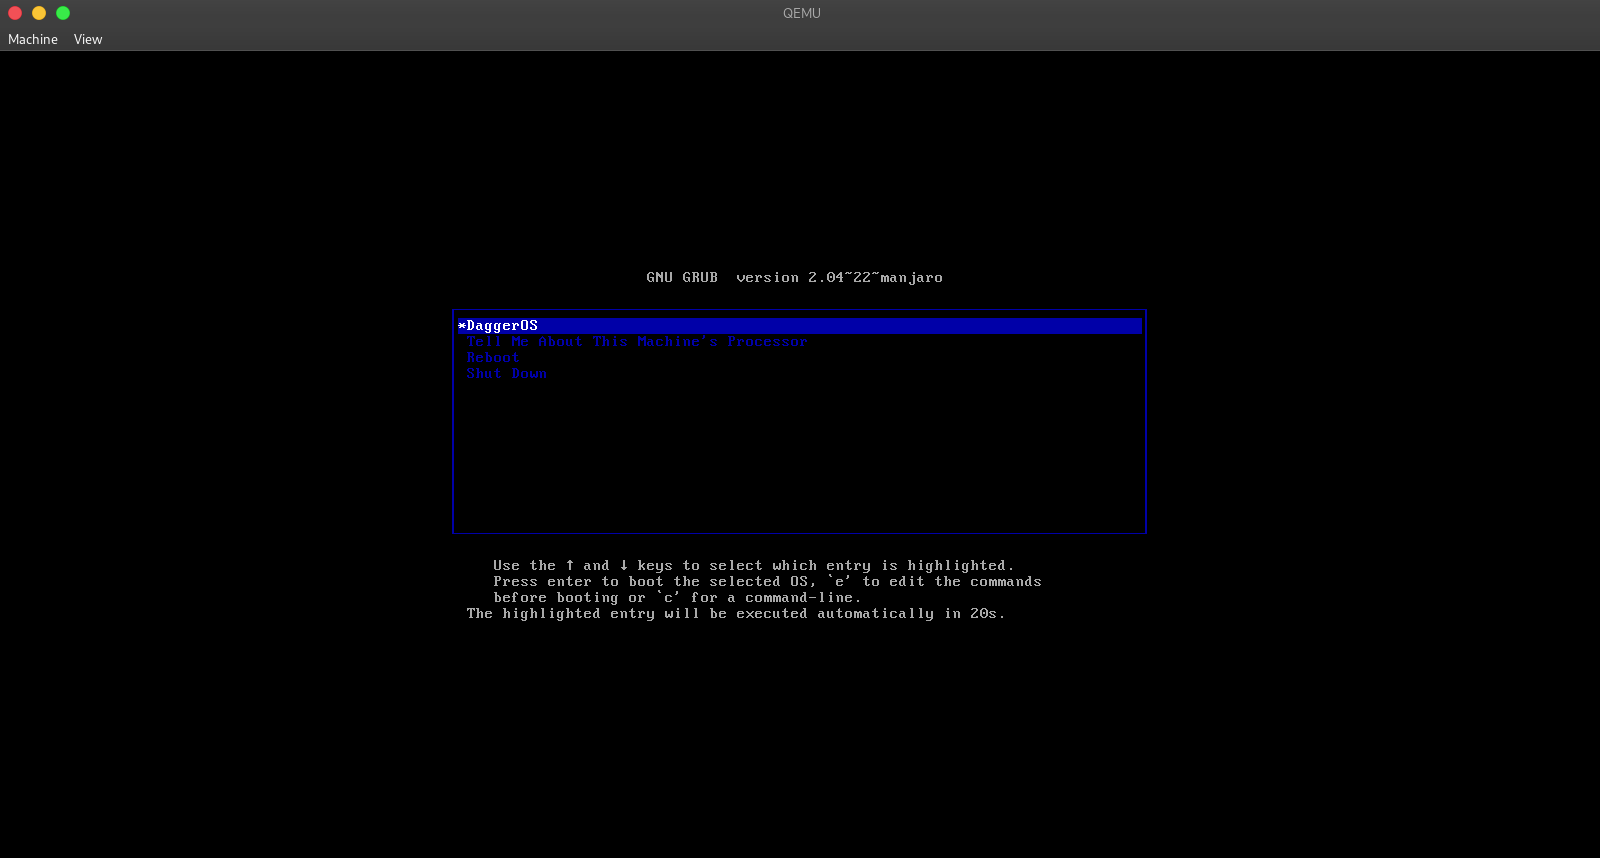 QEMU
Machine View
GNU GRUB  version 2.04~22~manjaro
*DaggerOS
Tell Me About This Machine's Processor
Reboot
Shut Down
Use the ↑ and ↓ keys to select which entry is highlighted.
Press enter to boot the selected OS, `e' to edit the commands
before booting or `c' for a command-line.
The highlighted entry will be executed automatically in 20s.